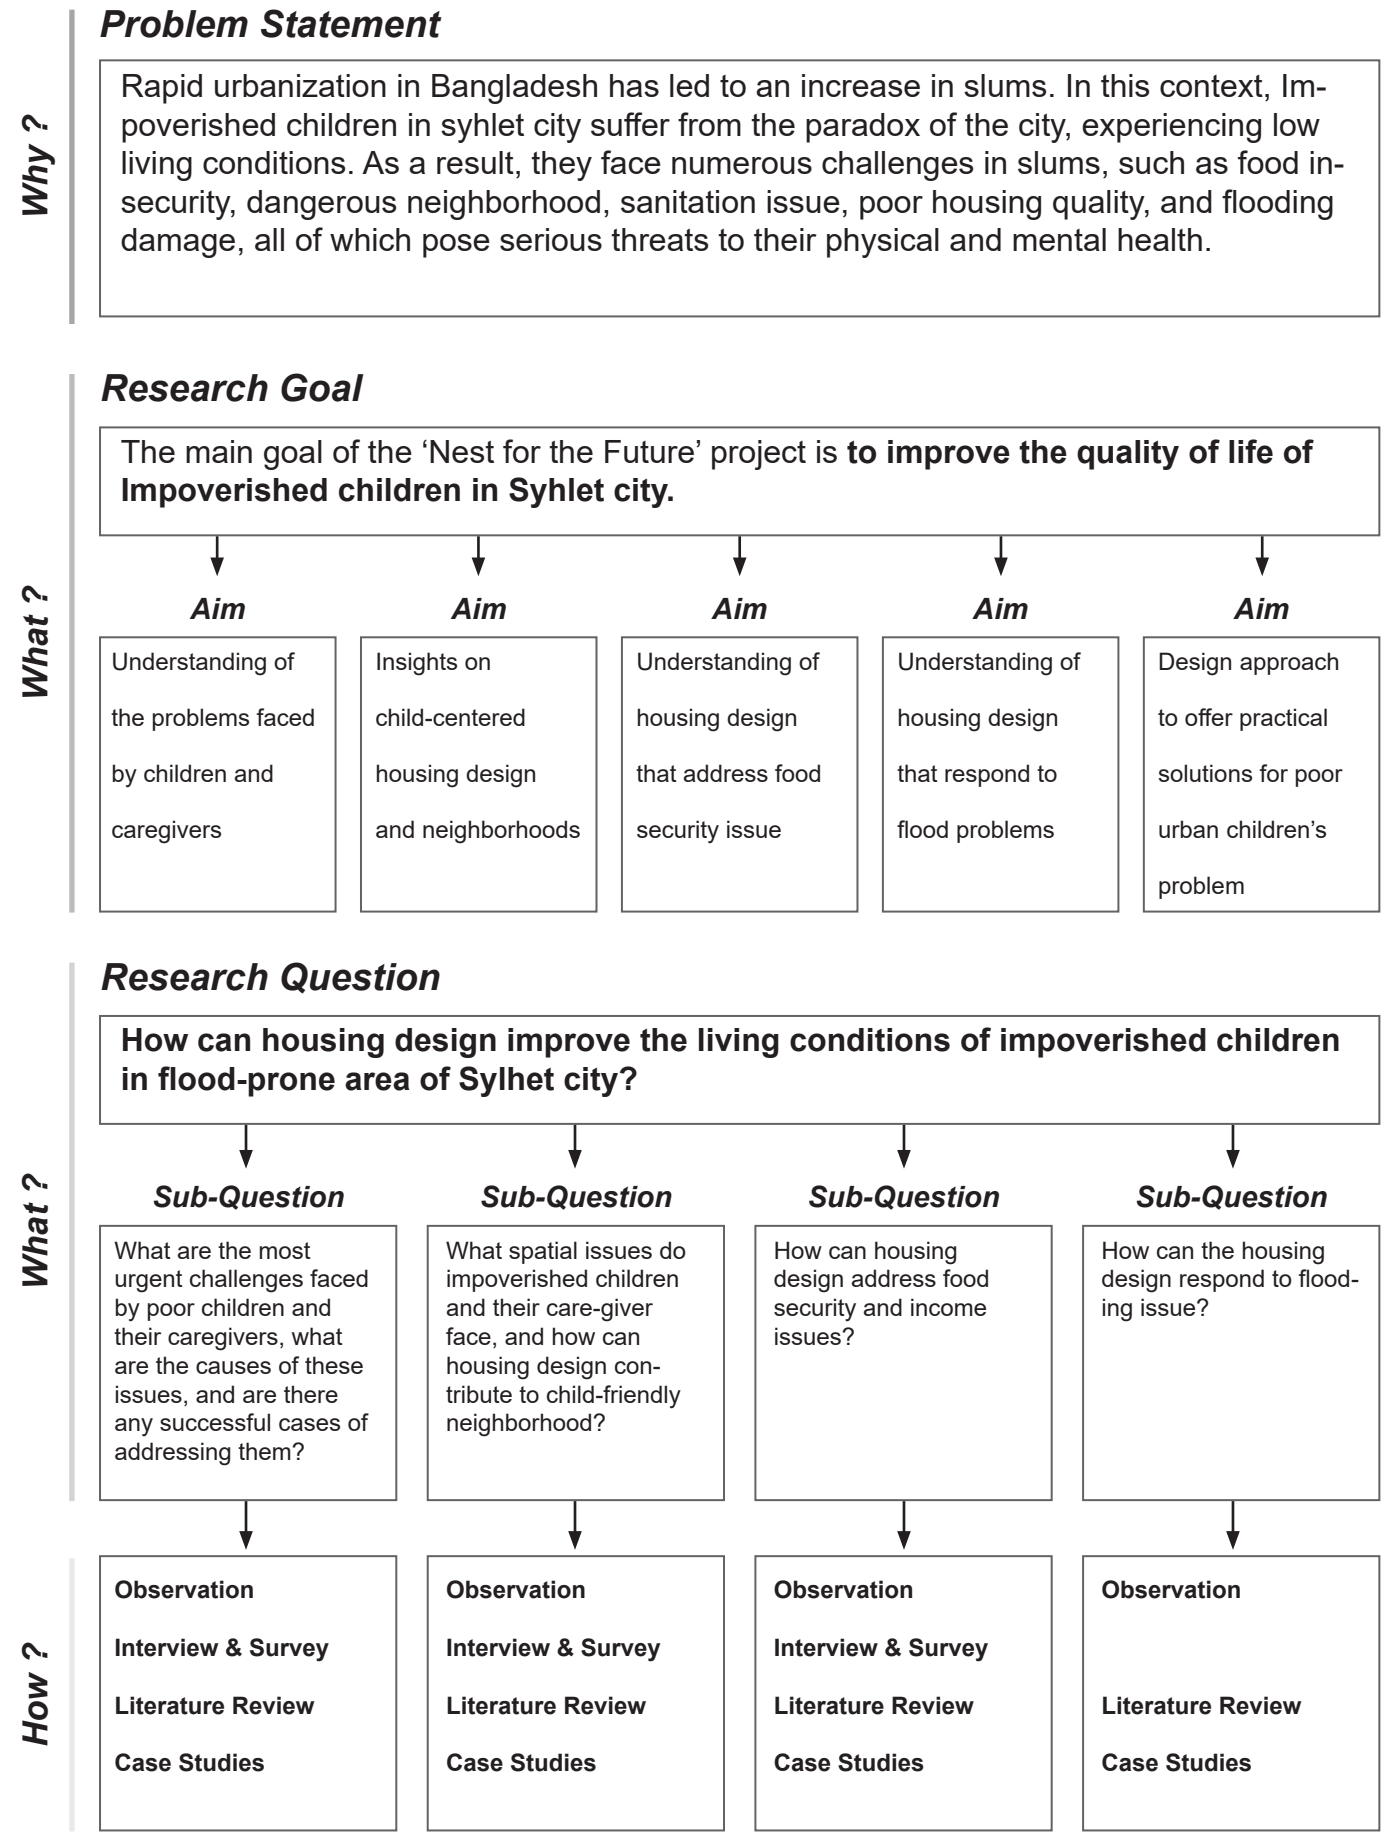 Problem Statement
Why ?
Rapid urbanization in Bangladesh has led to an increase in slums. In this context, Im-
poverished children in syhlet city suffer from the paradox of the city, experiencing low
living conditions. As a result, they face numerous challenges in slums, such as food in-
security, dangerous neighborhood, sanitation issue, poor housing quality, and flooding
damage, all of which pose serious threats to their physical and mental health.
Research Goal
What ?
The main goal of the ‘Nest for the Future’ project is to improve the quality of life of
Impoverished children in Syhlet city.
Aim
Understanding of
the problems faced
by children and
caregivers
Aim
Insights on
child-centered
housing design
and neighborhoods
Aim
Understanding of
housing design
that address food
security issue
Aim
Understanding of
housing design
that respond to
flood problems
Aim
Design approach
to offer practical
solutions for poor
urban children’s
problem
Research Question
What ?
How can housing design improve the living conditions of impoverished children
in flood-prone area of Sylhet city?
Sub-Question
What are the most
urgent challenges faced
by poor children and
their caregivers, what
are the causes of these
issues, and are there
any successful cases of
addressing them?
Sub-Question
What spatial issues do
impoverished children
and their care-giver
face, and how can
housing design con-
tribute to child-friendly
neighborhood?
Sub-Question
How can housing
design address food
security and income
issues?
Sub-Question
How can the housing
design respond to flood-
ing issue?
How ?
Observation
Interview & Survey
Literature Review
Case Studies
Observation
Interview & Survey
Literature Review
Case Studies
Observation
Interview & Survey
Literature Review
Case Studies
Observation
Literature Review
Case Studies